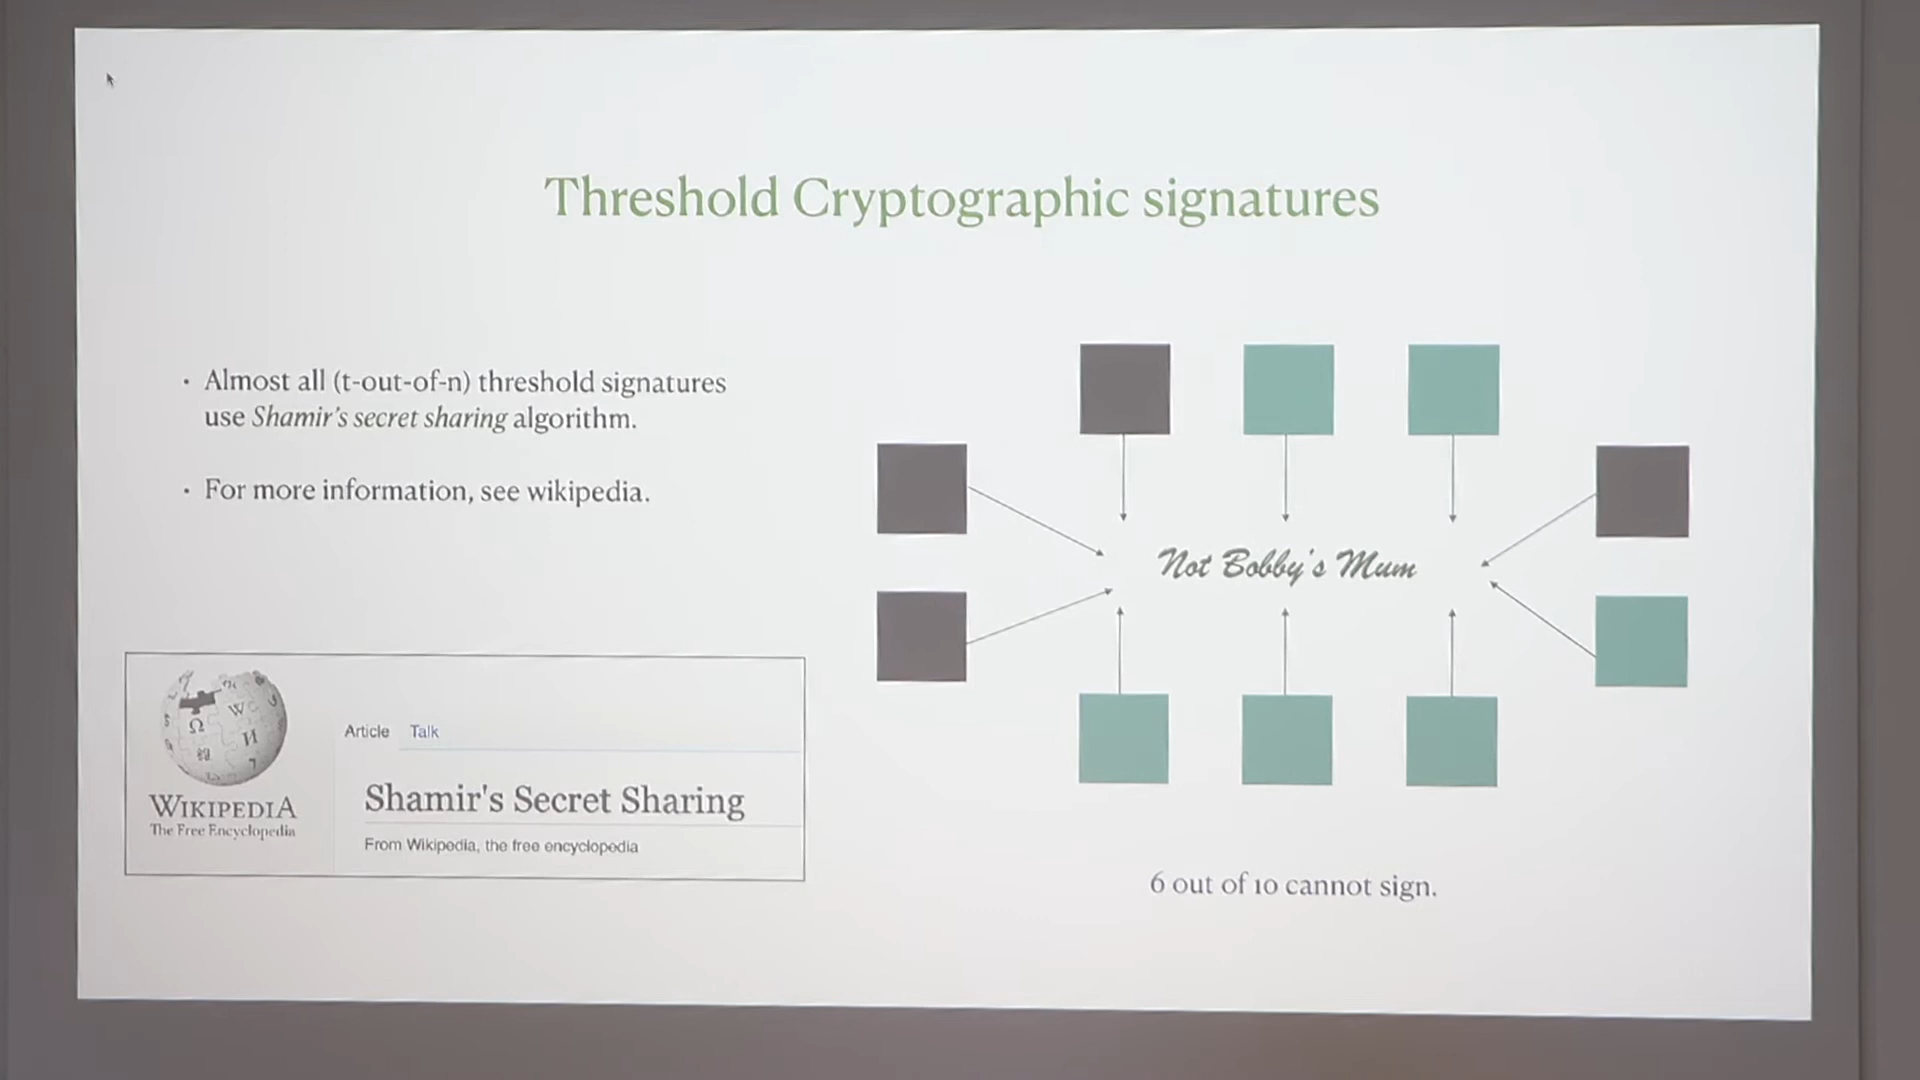 Threshold Cryptographic signatures
· Almost all (t-out-of-n) threshold signatures
use Shamir's secret sharing algorithm.
· For more information, see wikipedia.
Not Bobby's Mum
6 out of 10 cannot sign.
WIKIPEDIA
The Free Encyclopedia
Article Talk
Shamir's Secret Sharing
From Wikipedia, the free encyclopedia